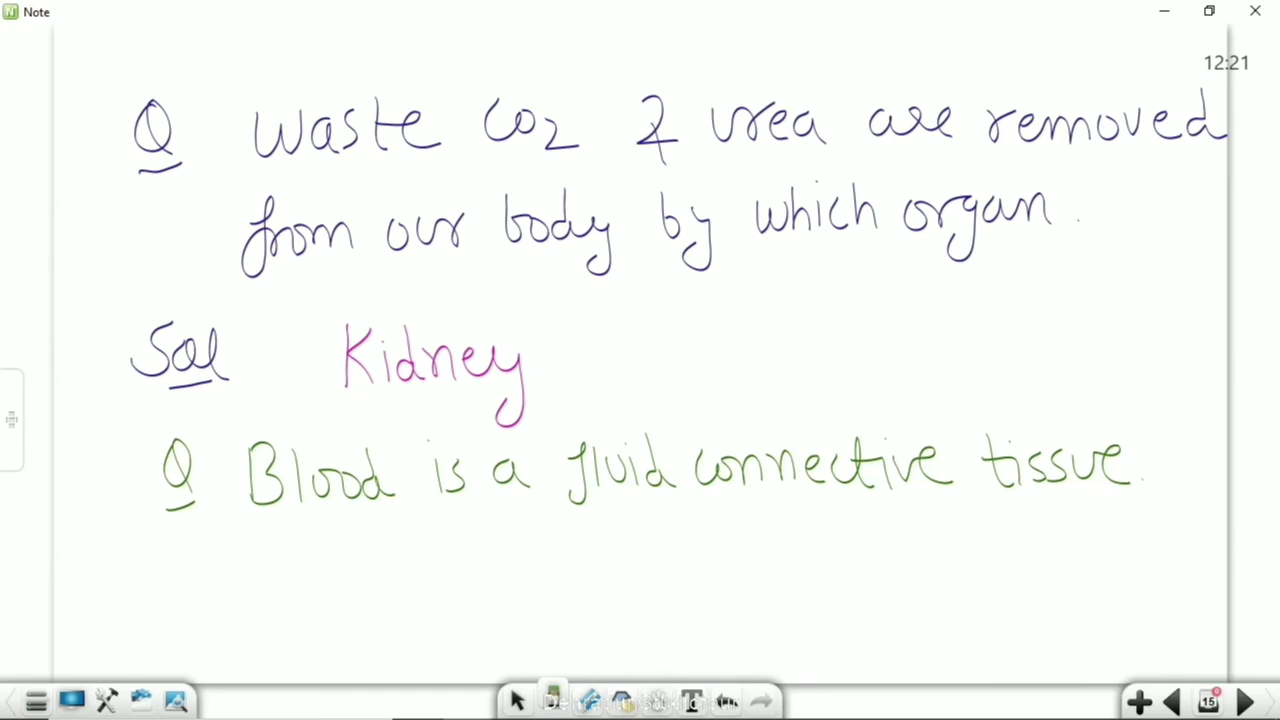 Note
12:21
Q Waste CO2 & urea are removed
from our body by which organ.
Sol Kidney
Q Blood is a fluid connective tissue.
15